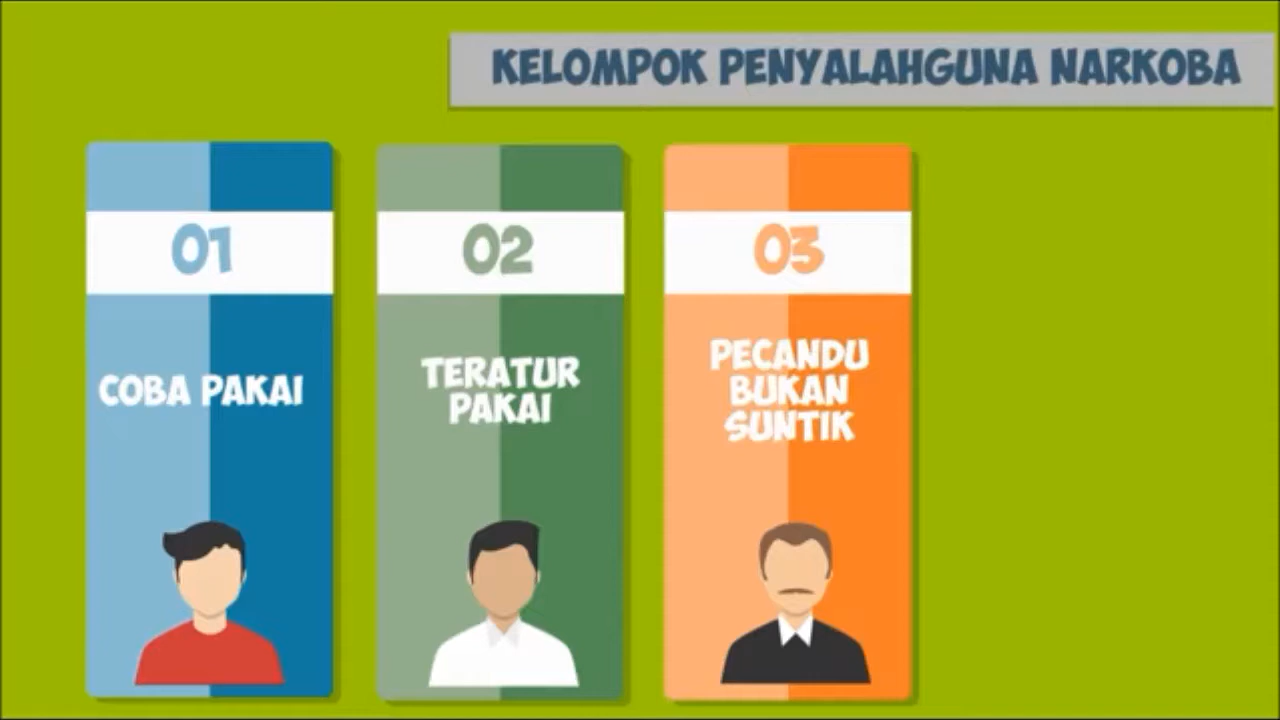 KELOMPOK PENYALAHGUNA NARKOBA
01
COBA PAKAI
02
TERATUR
PAKAI
03
PECANDU
BUKAN
SUNTIK